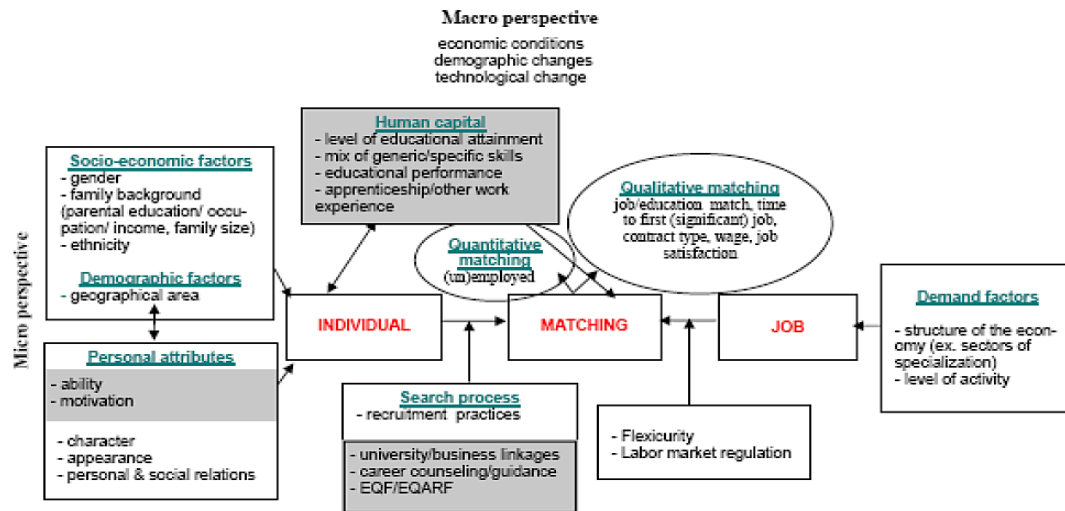 Macro perspective
economic conditions
demographic changes
technological change
Human capital
- level of educational attainment
- mix of generic/specific skills
- educational performance
- apprenticeship/other work
experience
Socio-economic factors
- gender
- family background
(parental education/ occu-
pation/ income, family size)
- ethnicity
Demographic factors
- geographical area
Qualitative matching
job/education match, time
to first (significant) job,
contract type, wage, job
satisfaction
Quantitative
matching
(un)employed
Micro perspective
INDIVIDUAL
MATCHING
JOB
Demand factors
- structure of the econ-
omy (ex. sectors of
specialization)
- level of activity
Personal attributes
- ability
- motivation
- character
- appearance
- personal & social relations
Search process
- recruitment practices
- university/business linkages
- career counseling/guidance
- EQF/EQARF
- Flexicurity
- Labor market regulation